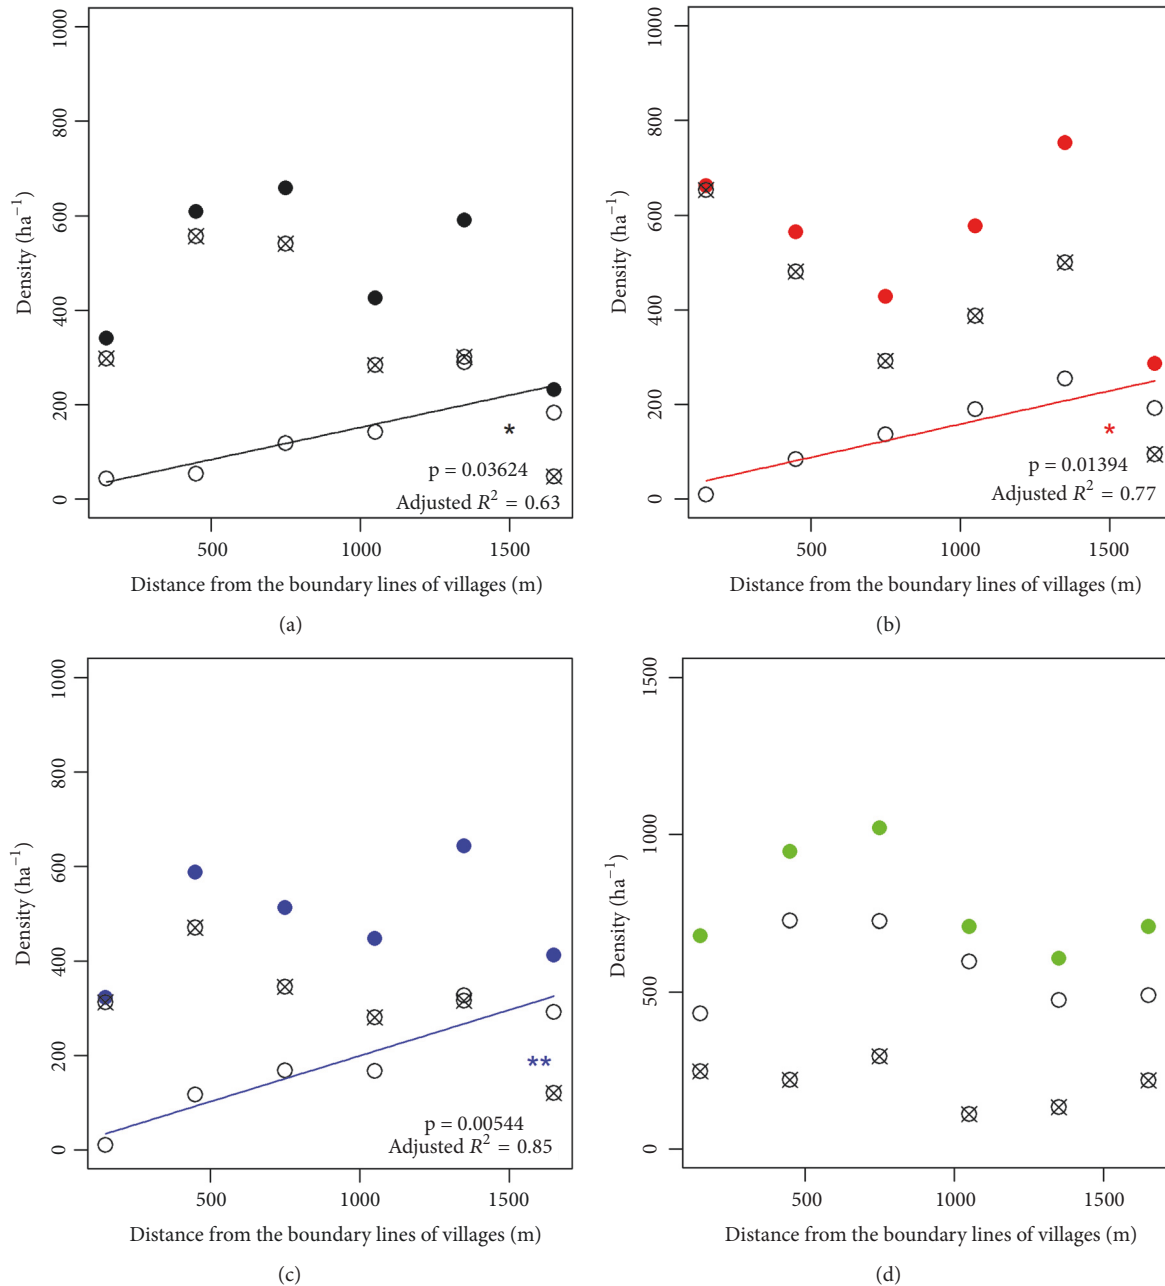 1000
800
600
400
200
0
Density (ha⁻¹)
*
p = 0.03624
Adjusted R² = 0.63
500 1000 1500
Distance from the boundary lines of villages (m)
(a)
1000
800
600
400
200
0
Density (ha⁻¹)
*
p = 0.01394
Adjusted R² = 0.77
500 1000 1500
Distance from the boundary lines of villages (m)
(b)
1000
800
600
400
200
0
Density (ha⁻¹)
**
p = 0.00544
Adjusted R² = 0.85
500 1000 1500
Distance from the boundary lines of villages (m)
(c)
1500
1000
500
0
Density (ha⁻¹)
500 1000 1500
Distance from the boundary lines of villages (m)
(d)